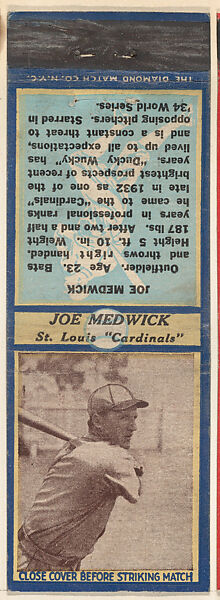 THE DIAMOND MATCH CO. N.Y.C.
JOE MEDWICK
Outfielder. Age 23. Bats
and throws right handed.
Height 5 ft. 10 in. Weight
187 lbs. After two and a half
years in professional ranks
he came to the "Cardinals"
late in 1932 as one of the
brightest prospects of recent
years. "Ducky Wucky" has
lived up to all expectations,
and is a constant threat to
opposing pitchers. Starred in
'34 World Series.
JOE MEDWICK
St. Louis "Cardinals"
CLOSE COVER BEFORE STRIKING MATCH